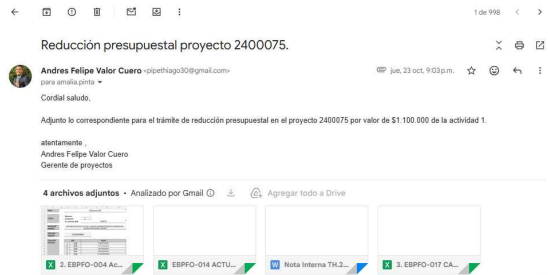 1 de 998
Reducción presupuestal proyecto 2400075.
Andres Felipe Valor Cuero <pipethiago30@gmail.com>
jue, 23 oct, 9:03 p.m.
para amalia.pinta
Cordial saludo,
Adjunto lo correspondiente para el trámite de reducción presupuestal en el proyecto 2400075 por valor de $1.100.000 de la actividad 1.
atentamente ,
Andres Felipe Valor Cuero
Gerente de proyectos
4 archivos adjuntos • Analizado por Gmail
Agregar todo a Drive
X 2. EBPFO-004 Ac...
X EBPFO-014 ACTU...
W Nota Interna TH.2...
X 3. EBPFO-017 CA...